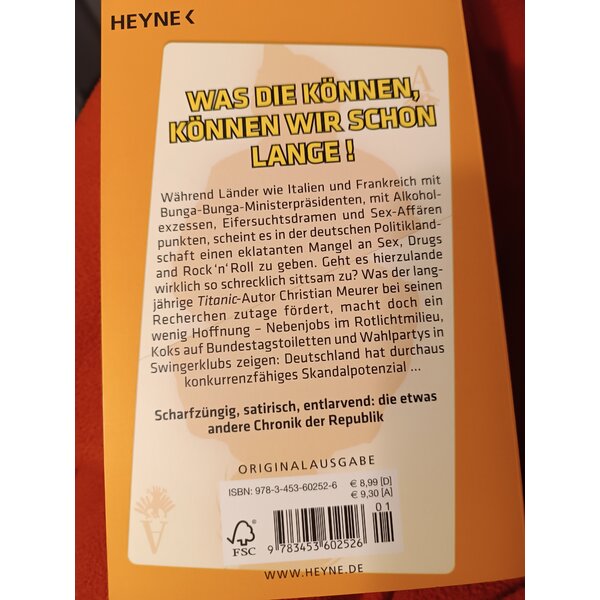 HEYNE <
WAS DIE KÖNNEN,
KÖNNEN WIR SCHON
LANGE !
Während Länder wie Italien und Frankreich mit
Bunga-Bunga-Ministerpräsidenten, mit Alkohol-
exzessen, Eifersuchtsdramen und Sex-Affären
punkten, scheint es in der deutschen Politikland-
schaft einen eklatanten Mangel an Sex, Drugs
and Rock'n'Roll zu geben. Geht es hierzulande
wirklich so schrecklich sittsam zu? Was der lang-
jährige Titanic-Autor Christian Meurer bei seinen
Recherchen zutage fördert, macht doch ein
wenig Hoffnung – Nebenjobs im Rotlichtmilieu,
Koks auf Bundestagstoiletten und Wahlpartys in
Swingerklubs zeigen: Deutschland hat durchaus
konkurrenzfähiges Skandalpotenzial ...
Scharfzüngig, satirisch, entlarvend: die etwas
andere Chronik der Republik
ORIGINALAUSGABE
ISBN: 978-3-453-60252-6
€ 8,99 [D]
€ 9,30 [A]
01
FSC
9 783453 602526
WWW.HEYNE.DE